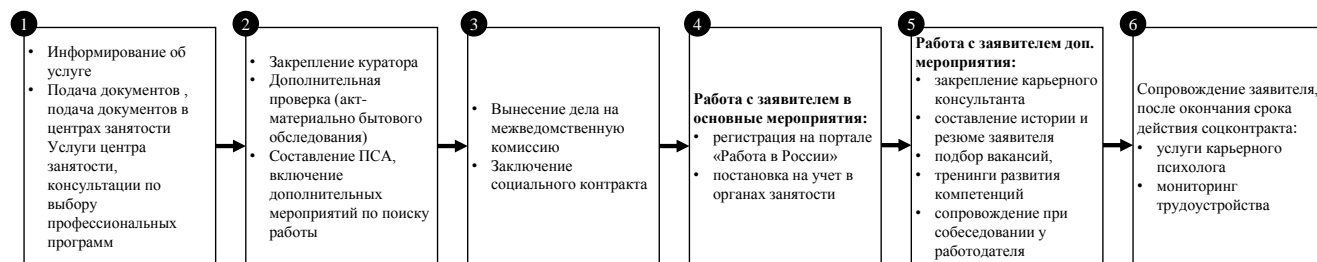 1
• Информирование об
услуге
• Подача документов ,
подача документов в
центрах занятости
Услуги центра
занятости,
консультации по
выбору
профессиональных
программ
2
• Закрепление куратора
• Дополнительная
проверка (акт-
материально бытового
обследования)
• Составление ПСА,
включение
дополнительных
мероприятий по поиску
работы
3
• Вынесение дела на
межведомственную
комиссию
• Заключение
социального контракта
4
Работа с заявителем в
основные мероприятия:
• регистрация на портале
«Работа в России»
• постановка на учет в
органах занятости
5
Работа с заявителем доп.
мероприятия:
• закрепление карьерного
консультанта
• составление истории и
резюме заявителя
• подбор вакансий,
• тренинги развития
компетенций
• сопровождение при
собеседовании у
работодателя
6
Сопровождение заявителя,
после окончания срока
действия соцконтракта:
• услуги карьерного
психолога
• мониторинг
трудоустройства